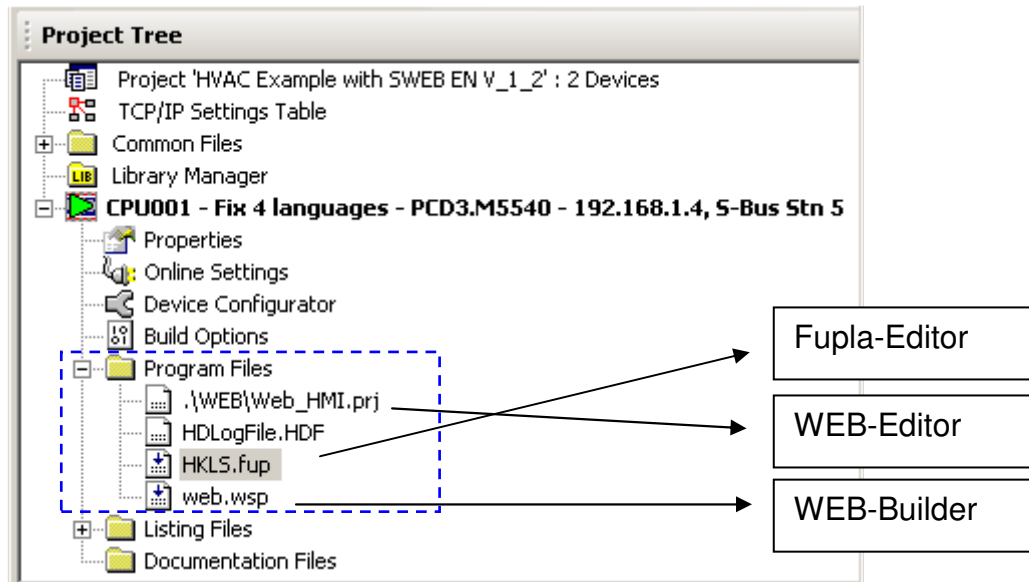 Project Tree
Project 'HVAC Example with SWEB EN V_1_2' : 2 Devices
TCP/IP Settings Table
Common Files
LIB Library Manager
CPU001 - Fix 4 languages - PCD3.M5540 - 192.168.1.4, S-Bus Stn 5
Properties
Online Settings
Device Configurator
Build Options
Program Files
.\WEB\Web_HMI.prj
HDLogFile.HDF
HKLS.fup
web.wsp
Listing Files
Documentation Files
Fupla-Editor
WEB-Editor
WEB-Builder